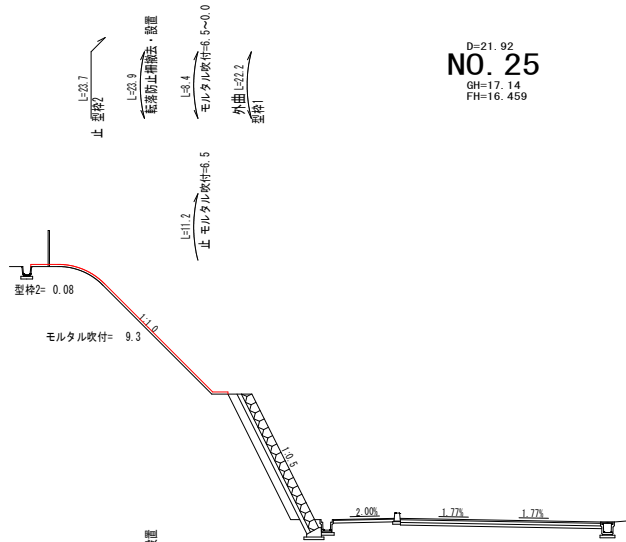 L=23.7
止 型枠2
L=23.9
転落防止柵撤去・設置
L=8.4
モルタル吹付=6.5~0.0
外曲 L=22.2
型枠1
D=21.92
NO. 25
GH=17.14
FH=16.459
L=11.2
止 モルタル吹付=6.5
型枠2= 0.08
1:1.0
モルタル吹付= 9.3
1:0.5
2.00%
1.77%
1.77%
設置